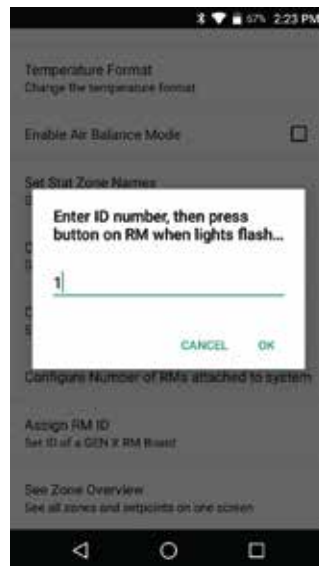 67% 2:23 PM
Temperature Format
Change the temperature format
Enable Air Balance Mode
Set Stat Zone Names
Enter ID number, then press
button on RM when lights flash...
1
CANCEL OK
Configure Number of RMs attached to system
Assign RM ID
Set ID of a GEN X RM Board
See Zone Overview
See all zones and setpoints on one screen